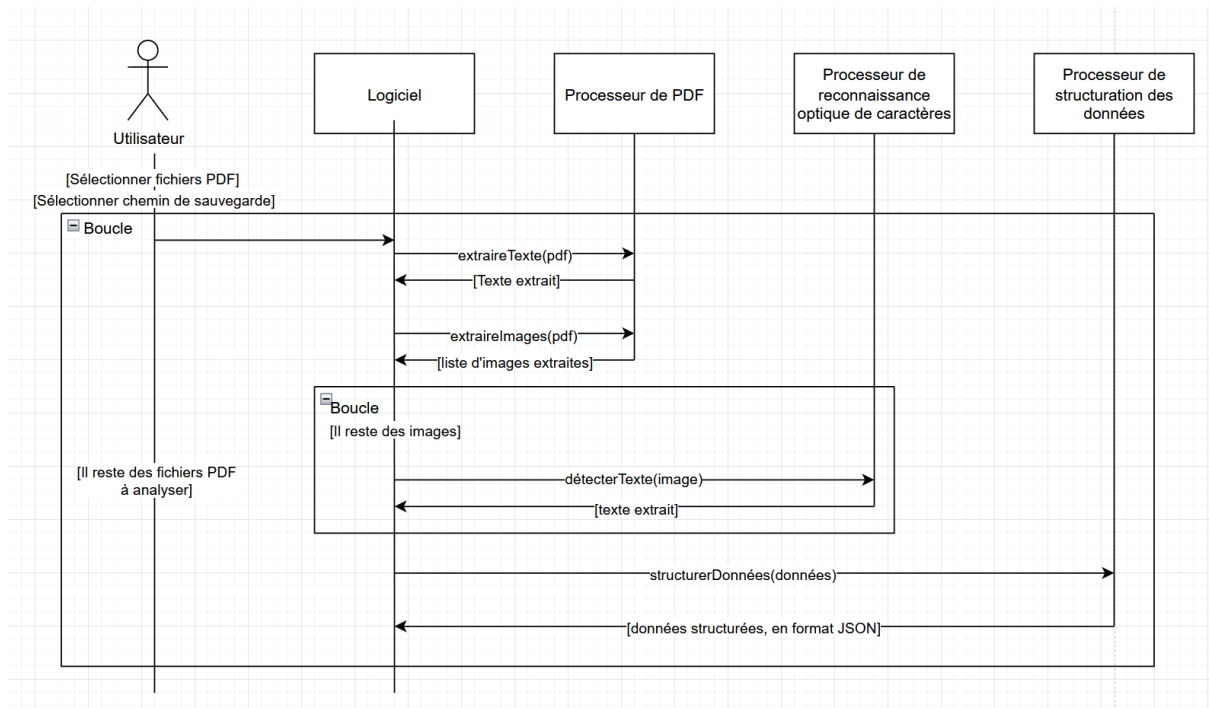 Utilisateur
Logiciel
Processeur de PDF
Processeur de
reconnaissance
optique de caractères
Processeur de
structuration des
données
[Sélectionner fichiers PDF]
[Sélectionner chemin de sauvegarde]
Boucle
extraireTexte(pdf)
[Texte extrait]
extraireImages(pdf)
[liste d'images extraites]
Boucle
[Il reste des images]
[Il reste des fichiers PDF
à analyser]
détecterTexte(image)
[texte extrait]
structurerDonnées(données)
[données structurées, en format JSON]